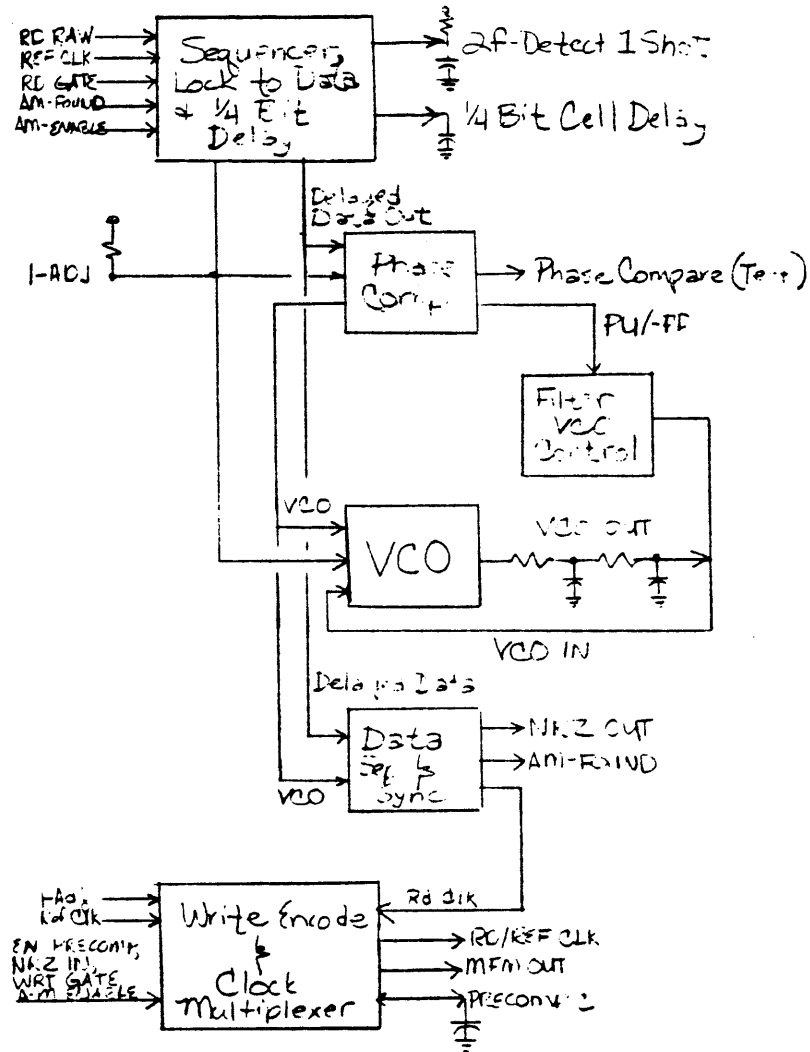 RD RAW
REF CLK
RD GATE
AM-FOUND
AM-ENABLE
Sequencer,
Lock to Data
& 1/4 Bit
Delay
2f-Detect 1 Shot
1/4 Bit Cell Delay
Delayed
Data Out
I-ADJ
Phase
Comp.
Phase Compare (Test)
PU/-PD
Filter
VCO
Control
VCO
VCO
VCO OUT
VCO IN
Delayed Data
Data
Sep &
Sync
NRZ OUT
AM-FOUND
VCO
I-Adj
Ref Clk
EN PRECOMP,
NRZ IN,
WRT GATE
AM ENABLE
Write Encode
&
Clock
Multiplexer
Rd Clk
RD/REF CLK
MFM OUT